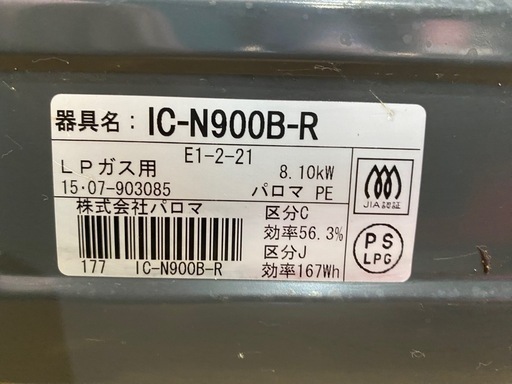 器具名：IC-N900B-R
E1-2-21
LPガス用 8.10kW
15・07-903085 パロマ PE
株式会社パロマ
区分C
効率56.3%
区分J
効率167Wh
177 IC-N900B-R
JIA認証
PS
LPG